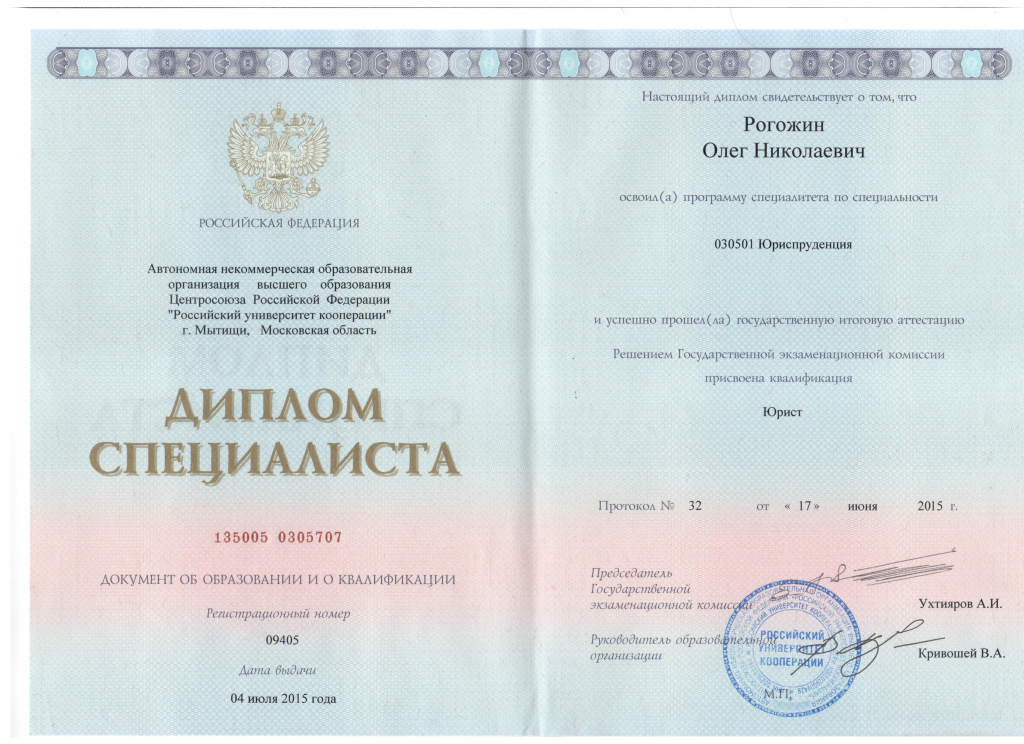 РОССИЙСКАЯ ФЕДЕРАЦИЯ
Автономная некоммерческая образовательная
организация высшего образования
Центросоюза Российской Федерации
"Российский университет кооперации"
г. Мытищи, Московская область
ДИПЛОМ
СПЕЦИАЛИСТА
135005 0305707
ДОКУМЕНТ ОБ ОБРАЗОВАНИИ И О КВАЛИФИКАЦИИ
Регистрационный номер
09405
Дата выдачи
04 июля 2015 года
Настоящий диплом свидетельствует о том, что
Рогожин
Олег Николаевич
освоил(а) программу специалитета по специальности
030501 Юриспруденция
и успешно прошел(ла) государственную итоговую аттестацию
Решением Государственной экзаменационной комиссии
присвоена квалификация
Юрист
Протокол № 32 от « 17 » июня 2015 г.
Председатель
Государственной
экзаменационной комиссии
Ухтияров А.И.
Руководитель образовательной
организации
Кривошей В.А.
РОССИЙСКИЙ
УНИВЕРСИТЕТ
КООПЕРАЦИИ
М.П.